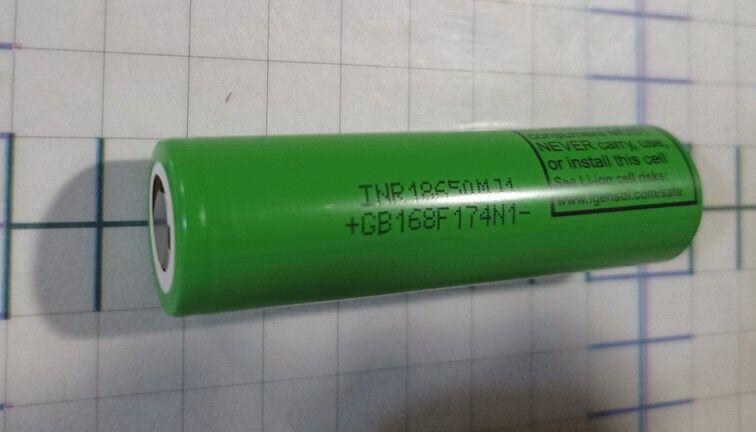 INR18650MJ1
+GB168F174N1-
consumers MUST
NEVER carry, use,
or install this cell
See Li-ion cell risks:
www.lgensol.com/safe